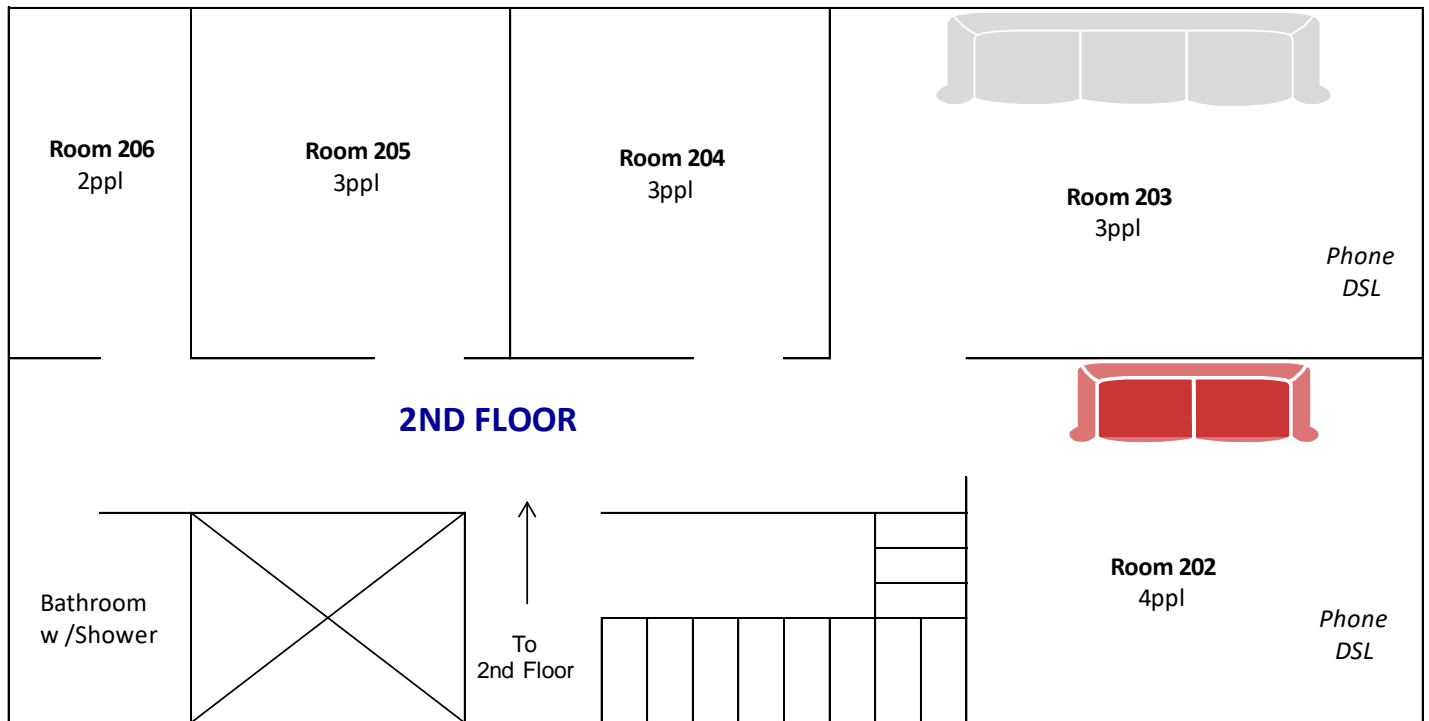 Room 206
2ppl
Room 205
3ppl
Room 204
3ppl
Room 203
3ppl
Phone
DSL
2ND FLOOR
Bathroom
w /Shower
To
2nd Floor
Room 202
4ppl
Phone
DSL